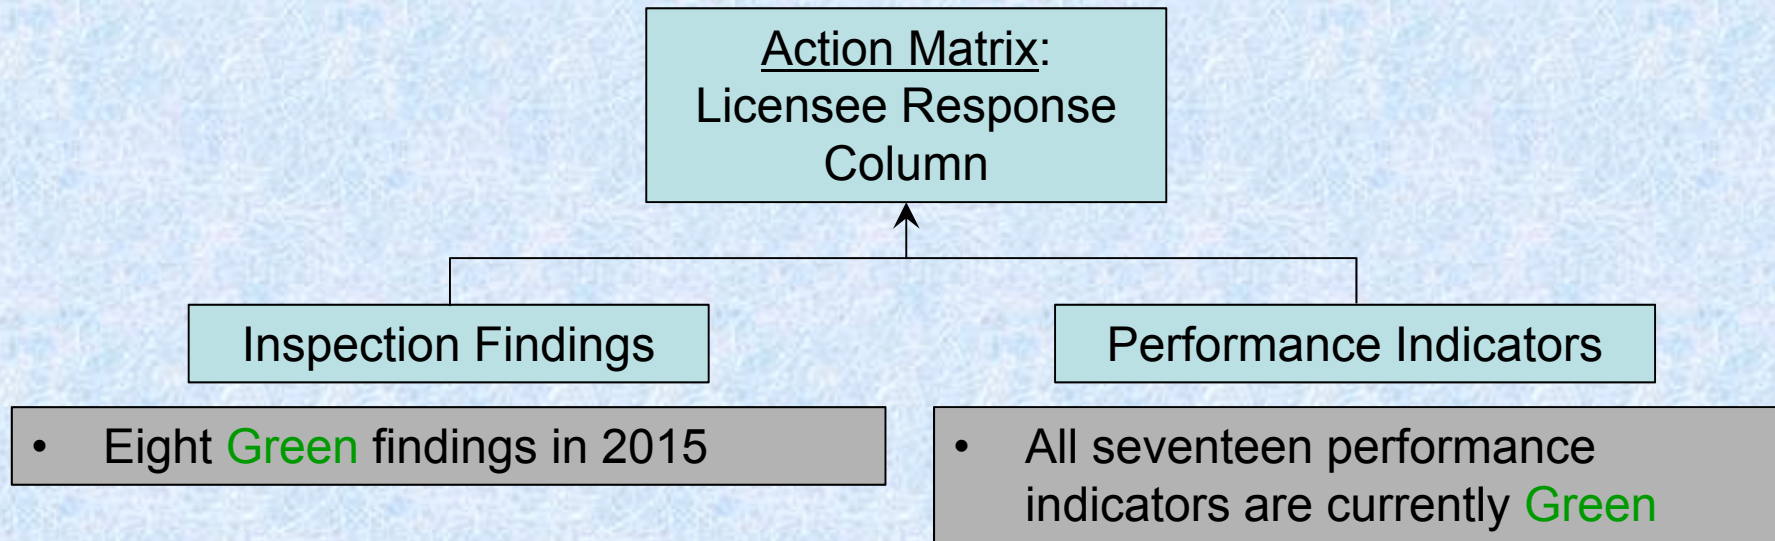 Action Matrix:
Licensee Response
Column
Inspection Findings
Performance Indicators
• Eight Green findings in 2015
• All seventeen performance
indicators are currently Green